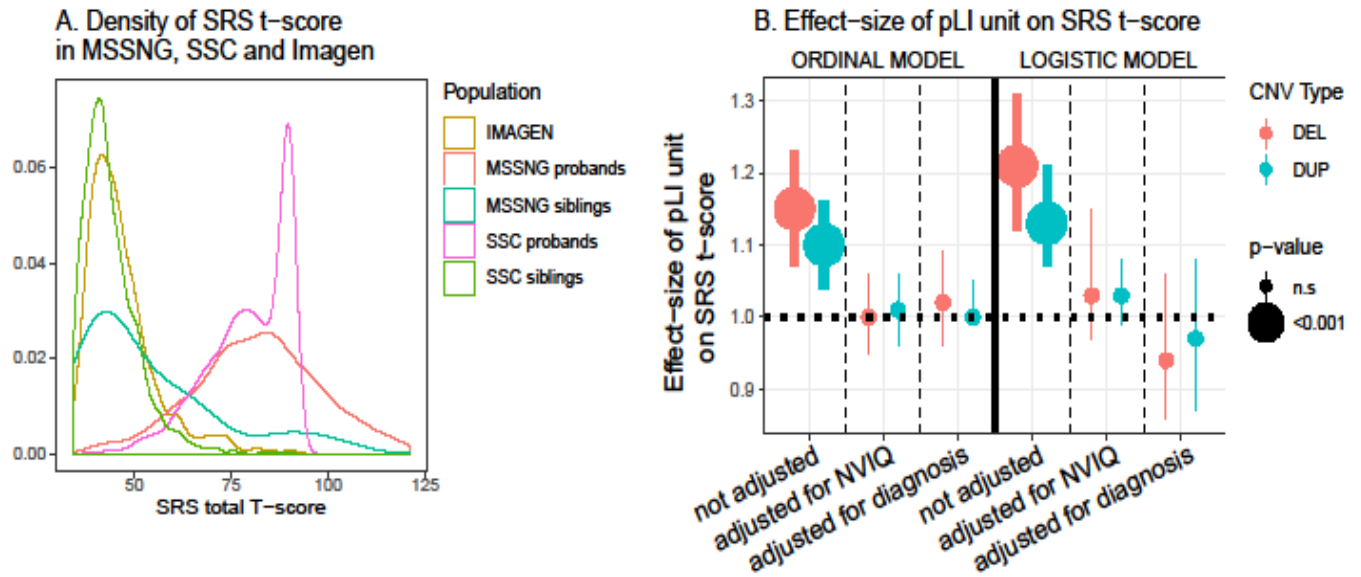 A. Density of SRS t-score
in MSSNG, SSC and Imagen
0.06
0.04
0.02
0.00
50
75
100
125
SRS total T-score
Population
IMAGEN
MSSNG probands
MSSNG siblings
SSC probands
SSC siblings
B. Effect-size of pLI unit on SRS t-score
ORDINAL MODEL
LOGISTIC MODEL
Effect-size of pLI unit
on SRS t-score
1.3
1.2
1.1
1.0
0.9
not adjusted
adjusted for NVIQ
adjusted for diagnosis
not adjusted
adjusted for NVIQ
adjusted for diagnosis
CNV Type
DEL
DUP
p-value
n.s
<0.001